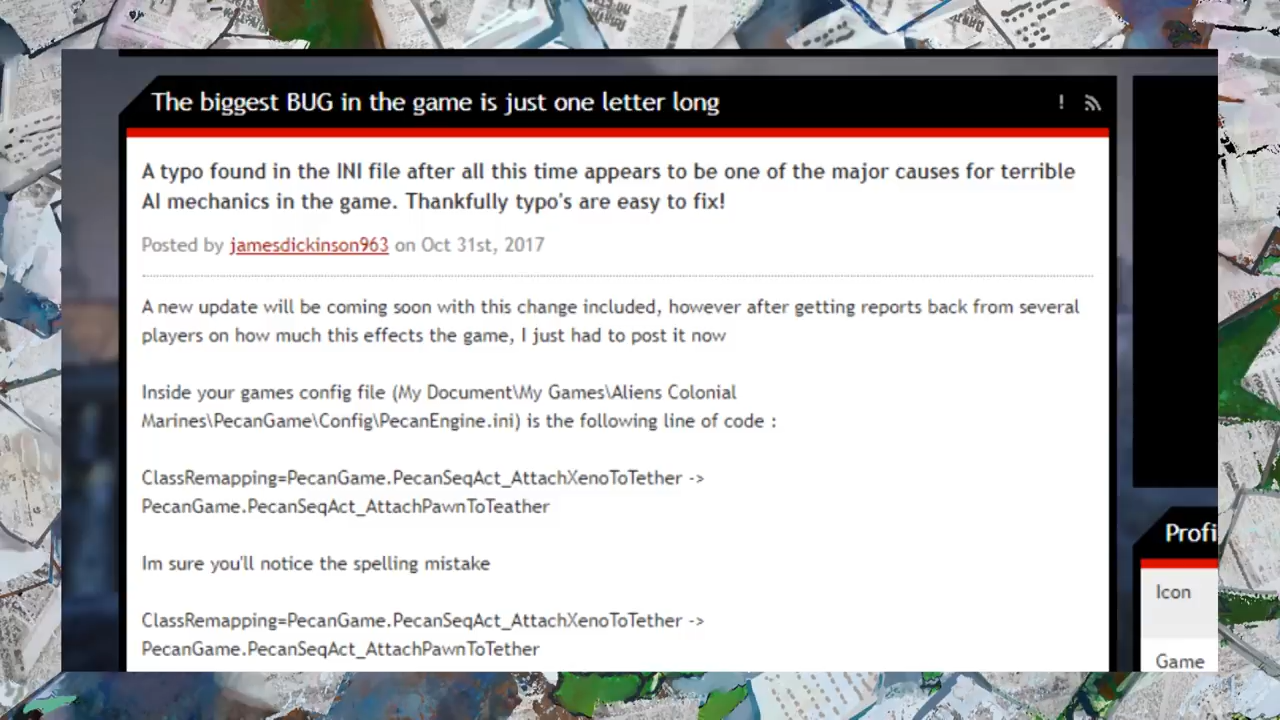 The biggest BUG in the game is just one letter long
!
A typo found in the INI file after all this time appears to be one of the major causes for terrible
AI mechanics in the game. Thankfully typo's are easy to fix!
Posted by jamesdickinson963 on Oct 31st, 2017
A new update will be coming soon with this change included, however after getting reports back from several
players on how much this effects the game, I just had to post it now
Inside your games config file (My Document\My Games\Aliens Colonial
Marines\PecanGame\Config\PecanEngine.ini) is the following line of code :
ClassRemapping=PecanGame.PecanSeqAct_AttachXenoToTether ->
PecanGame.PecanSeqAct_AttachPawnToTeather
Im sure you'll notice the spelling mistake
ClassRemapping=PecanGame.PecanSeqAct_AttachXenoToTether ->
PecanGame.PecanSeqAct_AttachPawnToTether
Profi
Icon
Game